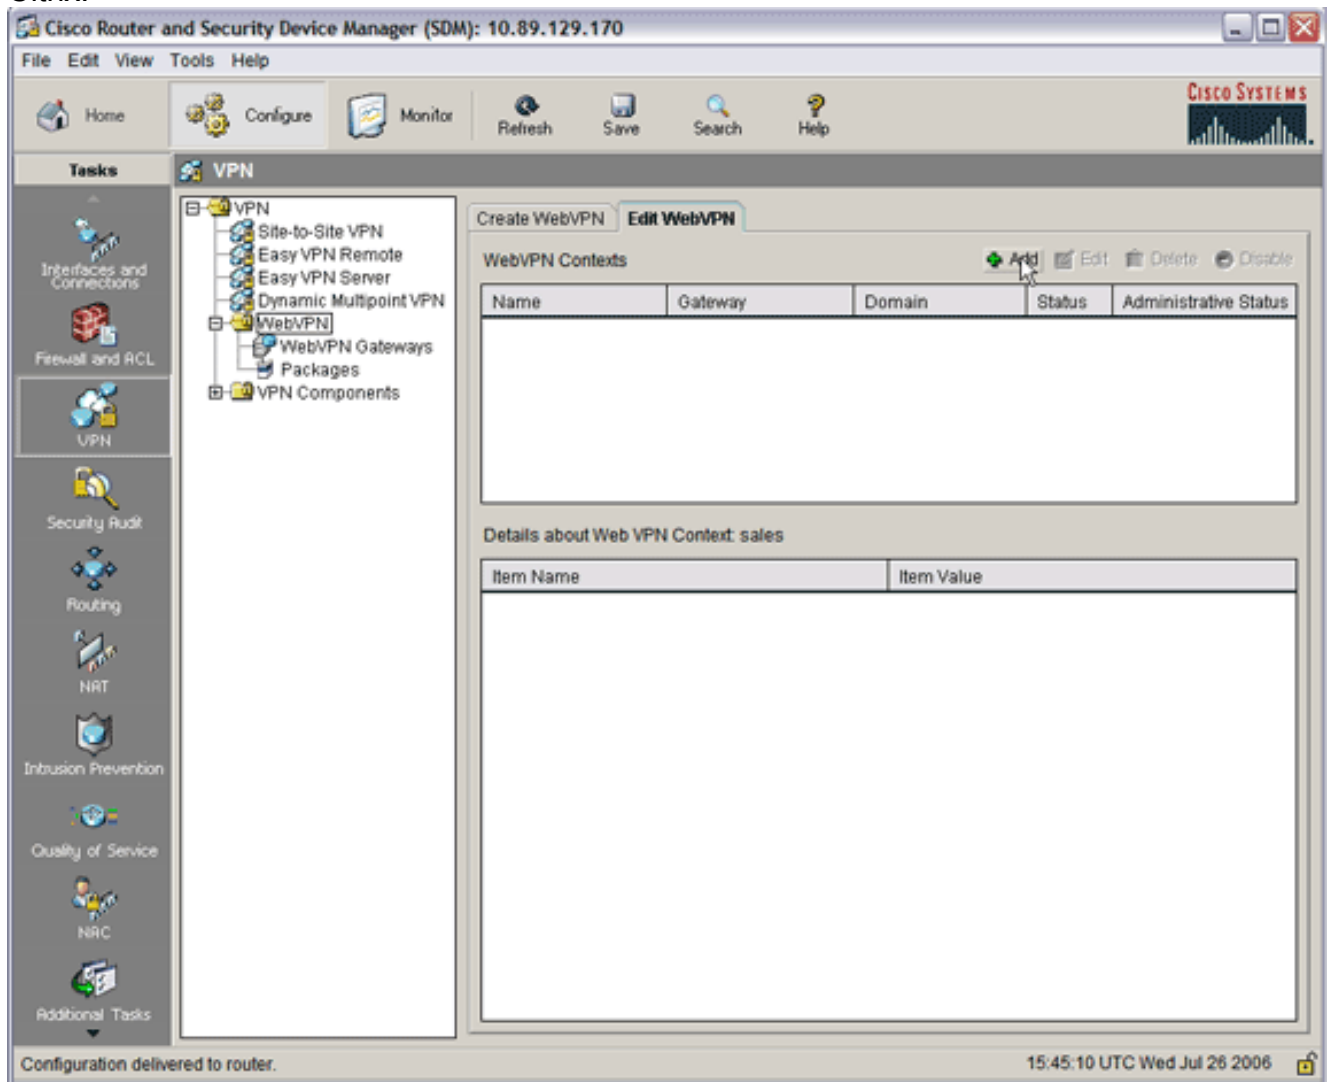 Cisco Router and Security Device Manager (SDM): 10.89.129.170
File Edit View Tools Help
Home Configure Monitor Refresh Save Search Help
CISCO SYSTEMS
Tasks
VPN
Interfaces and Connections
Firewall and ACL
VPN
Security Audit
Routing
NAT
Intrusion Prevention
Quality of Service
NAC
Additional Tasks
VPN
Site-to-Site VPN
Easy VPN Remote
Easy VPN Server
Dynamic Multipoint VPN
WebVPN
WebVPN Gateways
Packages
VPN Components
Create WebVPN Edit WebVPN
WebVPN Contexts Add Edit Delete Disable
Name Gateway Domain Status Administrative Status
Details about Web VPN Context: sales
Item Name Item Value
Configuration delivered to router. 15:45:10 UTC Wed Jul 26 2006